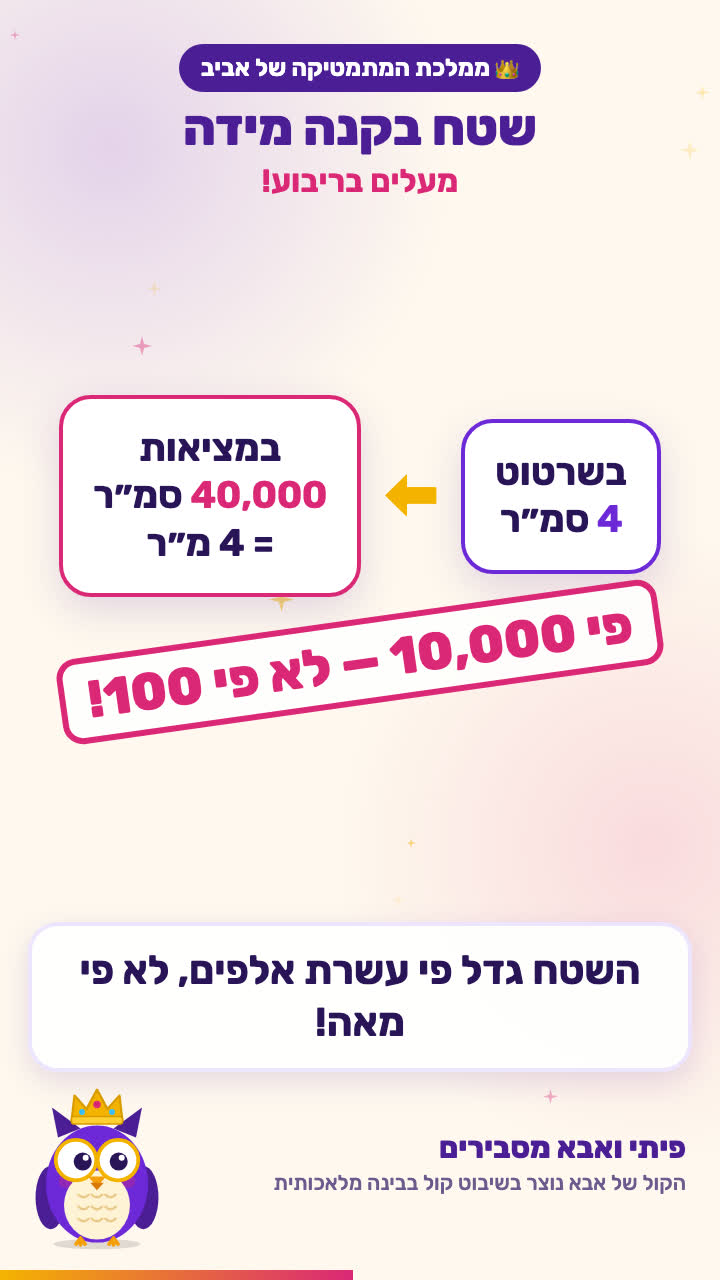 👑 ממלכת המתמטיקה של אביב
שטח בקנה מידה
מעלים בריבוע!
בשרטוט
4 סמ״ר
במציאות
40,000 סמ״ר
= 4 מ״ר
פי 10,000 – לא פי 100!
השטח גדל פי עשרת אלפים, לא פי
מאה!
פיתי ואבא מסבירים
הקול של אבא נוצר בשיבוט קול בבינה מלאכותית